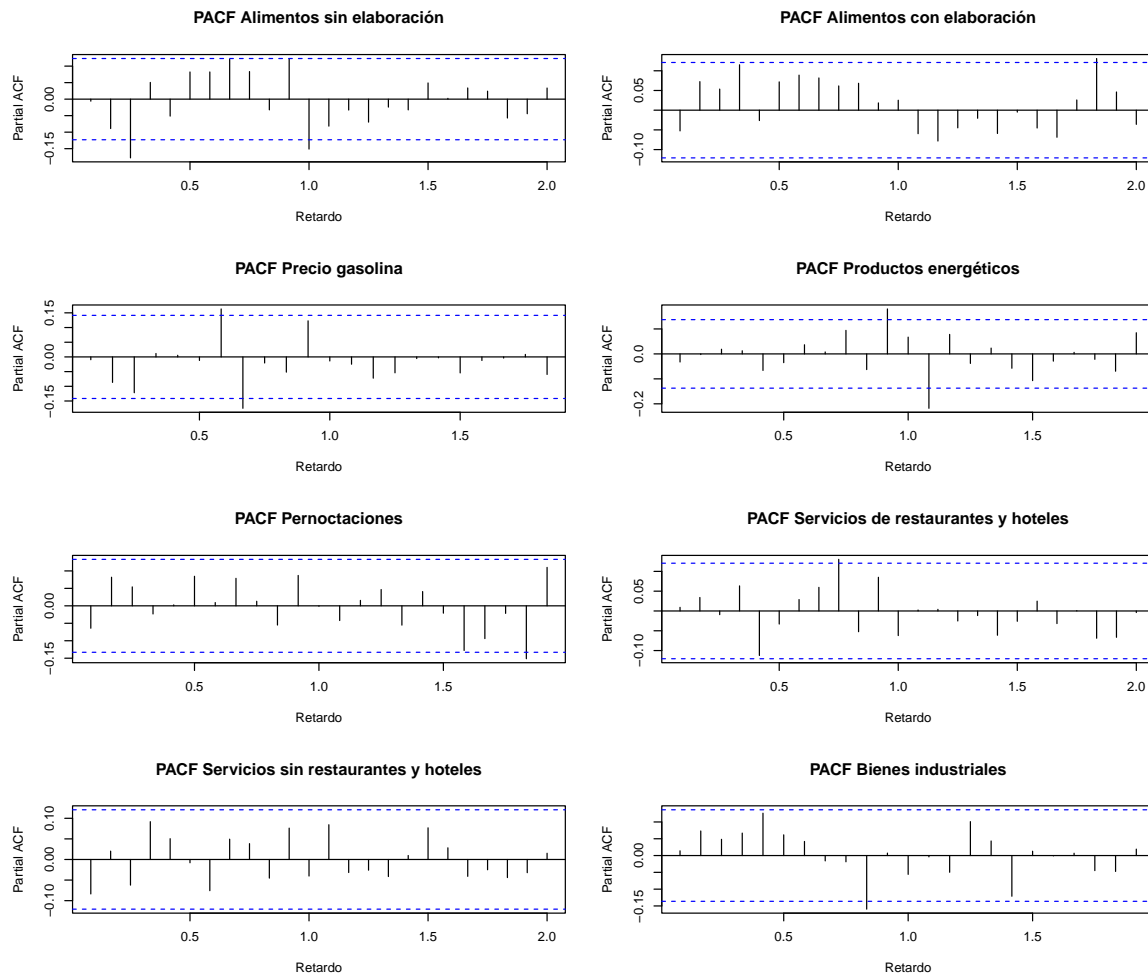 PACF Alimentos sin elaboración
Partial ACF
−0.15
0.00
0.5
1.0
1.5
2.0
Retardo
PACF Alimentos con elaboración
Partial ACF
−0.10
0.05
0.5
1.0
1.5
2.0
Retardo
PACF Precio gasolina
Partial ACF
−0.15
0.00
0.15
0.5
1.0
1.5
Retardo
PACF Productos energéticos
Partial ACF
−0.2
0.0
0.5
1.0
1.5
Retardo
PACF Pernoctaciones
Partial ACF
−0.15
0.00
0.5
1.0
1.5
Retardo
PACF Servicios de restaurantes y hoteles
Partial ACF
−0.10
0.05
0.5
1.0
1.5
2.0
Retardo
PACF Servicios sin restaurantes y hoteles
Partial ACF
−0.10
0.00
0.10
0.5
1.0
1.5
2.0
Retardo
PACF Bienes industriales
Partial ACF
−0.15
0.00
0.5
1.0
1.5
Retardo